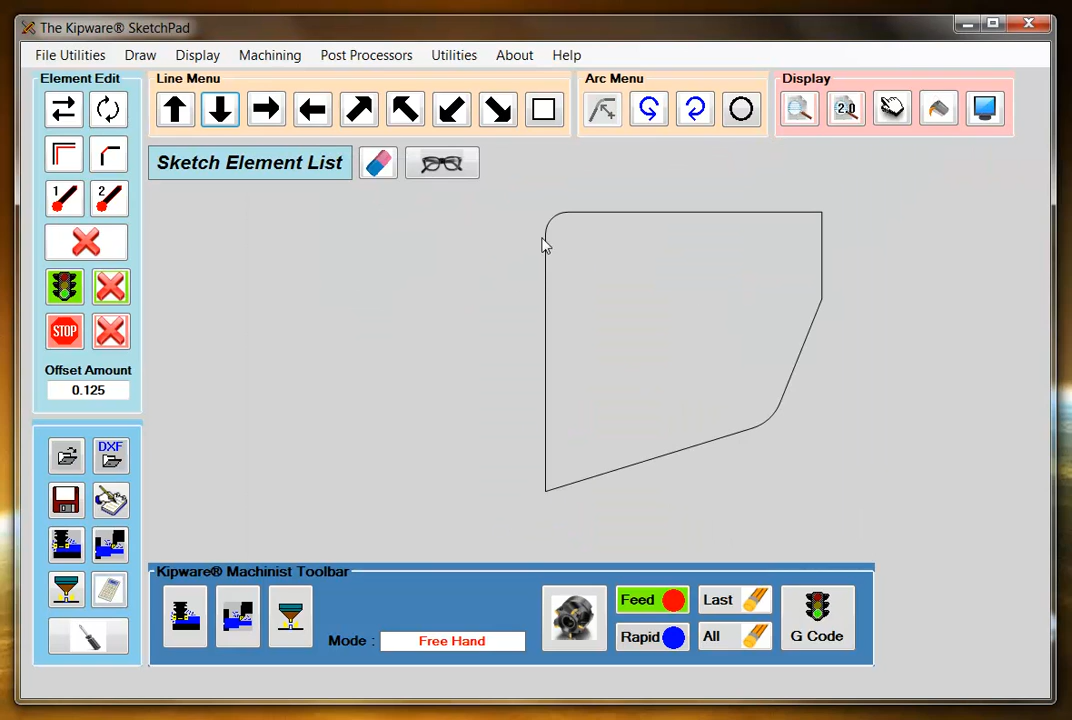 The Kipware® SketchPad
File Utilities Draw Display Machining Post Processors Utilities About Help
Element Edit
Line Menu
Arc Menu
Display
2.0
Sketch Element List
1
2
STOP
Offset Amount
0.125
DXF
Kipware® Machinist Toolbar
Mode : Free Hand
Feed
Last
Rapid
All
G Code